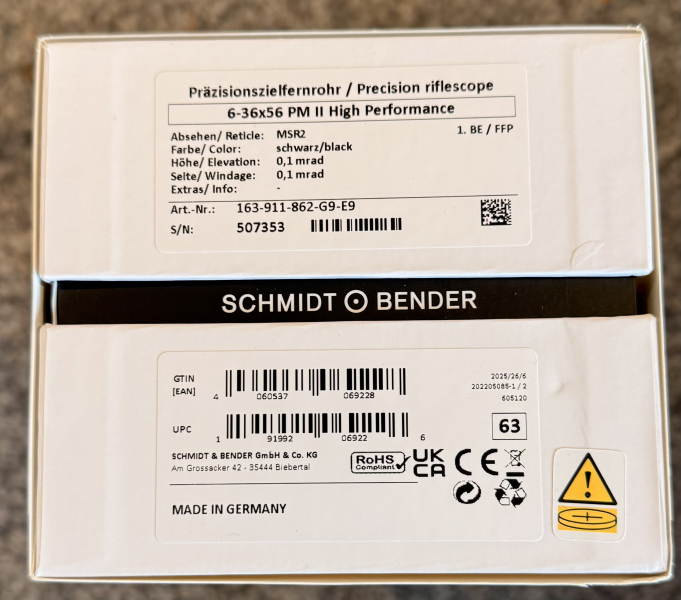 Präzisionszielfernrohr / Precision riflescope
6-36x56 PM II High Performance
Absehen/ Reticle: MSR2 1. BE / FFP
Farbe/ Color: schwarz/black
Höhe/ Elevation: 0,1 mrad
Seite/ Windage: 0,1 mrad
Extras/ Info: -
Art.-Nr.: 163-911-862-G9-E9
S/N: 507353
SCHMIDT BENDER
GTIN
[EAN]
4 060537 069228
2025/26/6
202205085-1 / 2
605120
UPC
1 91992 06922 6
63
SCHMIDT & BENDER GmbH & Co. KG
Am Grossacker 42 - 35444 Biebertal
RoHS
Compliant
UK
CA
CE
MADE IN GERMANY